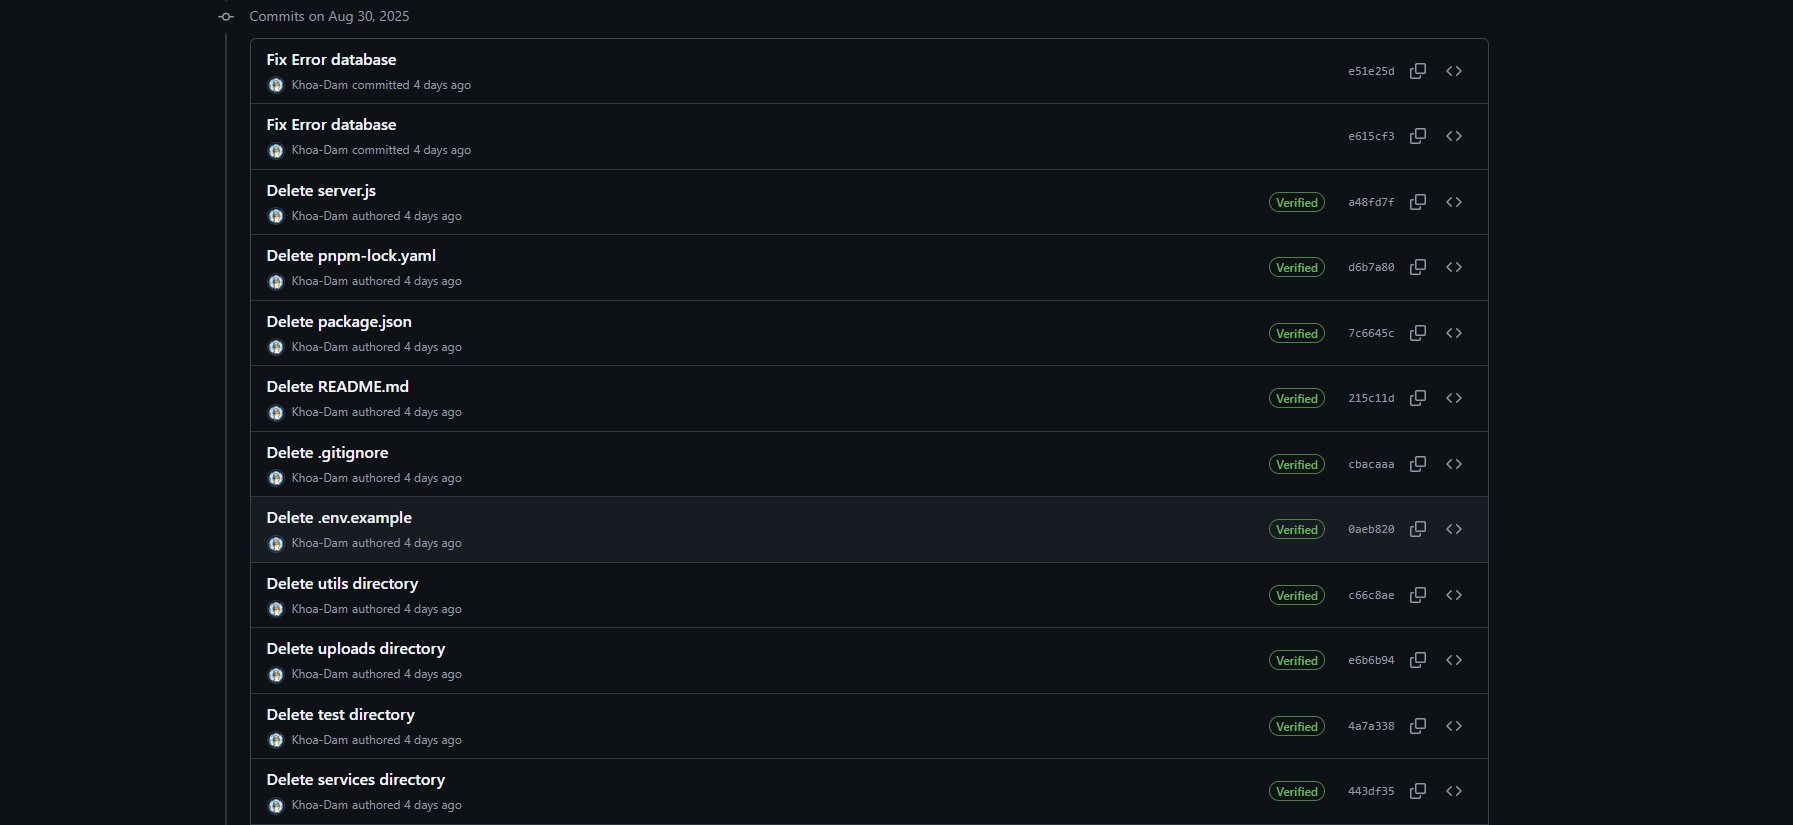 Commits on Aug 30, 2025
Fix Error database
Khoa-Dam committed 4 days ago
e51e25d
Fix Error database
Khoa-Dam committed 4 days ago
e615cf3
Delete server.js
Khoa-Dam authored 4 days ago
Verified a48fd7f
Delete pnpm-lock.yaml
Khoa-Dam authored 4 days ago
Verified d6b7a80
Delete package.json
Khoa-Dam authored 4 days ago
Verified 7c6645c
Delete README.md
Khoa-Dam authored 4 days ago
Verified 215c11d
Delete .gitignore
Khoa-Dam authored 4 days ago
Verified cbacaaa
Delete .env.example
Khoa-Dam authored 4 days ago
Verified 0aeb820
Delete utils directory
Khoa-Dam authored 4 days ago
Verified c66c8ae
Delete uploads directory
Khoa-Dam authored 4 days ago
Verified e6b6b94
Delete test directory
Khoa-Dam authored 4 days ago
Verified 4a7a338
Delete services directory
Khoa-Dam authored 4 days ago
Verified 443df35